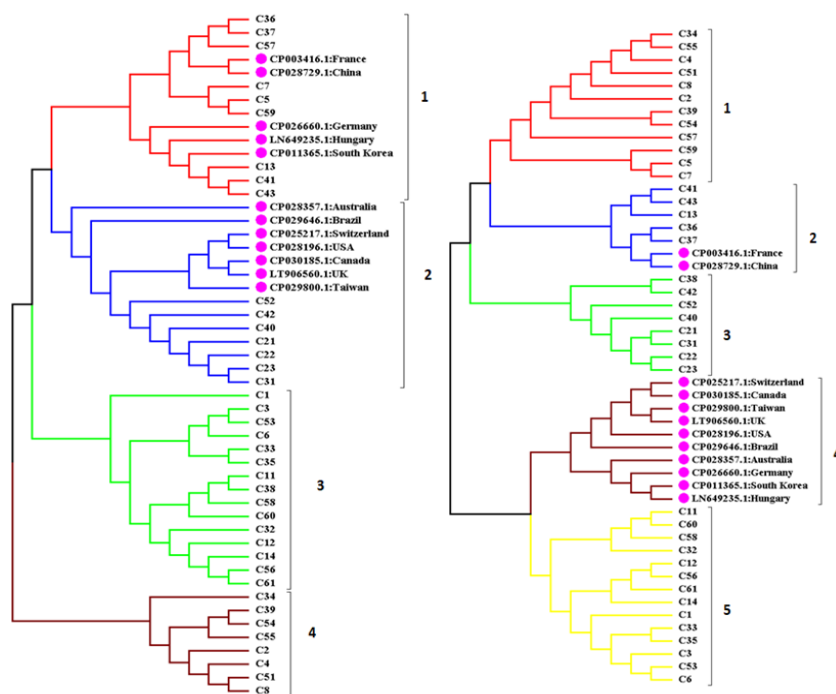 C36
C37
C57
CP003416.1:France
CP028729.1:China
C7
C5
C59
CP026660.1:Germany
LN649235.1:Hungary
CP011365.1:South Korea
C13
C41
C43
1
CP028357.1:Australia
CP029646.1:Brazil
CP025217.1:Switzerland
CP028196.1:USA
CP030185.1:Canada
LT906560.1:UK
CP029800.1:Taiwan
C52
C42
C40
C21
C22
C23
C31
2
C1
C3
C53
C6
C33
C35
C11
C38
C58
C60
C32
C12
C14
C56
C61
3
C34
C39
C54
C55
C2
C4
C51
C8
4
C34
C55
C4
C51
C8
C2
C39
C54
C57
C59
C5
C7
1
C41
C43
C13
C36
C37
CP003416.1:France
CP028729.1:China
2
C38
C42
C52
C40
C21
C31
C22
C23
3
CP025217.1:Switzerland
CP030185.1:Canada
CP029800.1:Taiwan
LT906560.1:UK
CP028196.1:USA
CP029646.1:Brazil
CP028357.1:Australia
CP026660.1:Germany
CP011365.1:South Korea
LN649235.1:Hungary
4
C11
C60
C58
C32
C12
C56
C61
C14
C1
C33
C35
C3
C53
C6
5